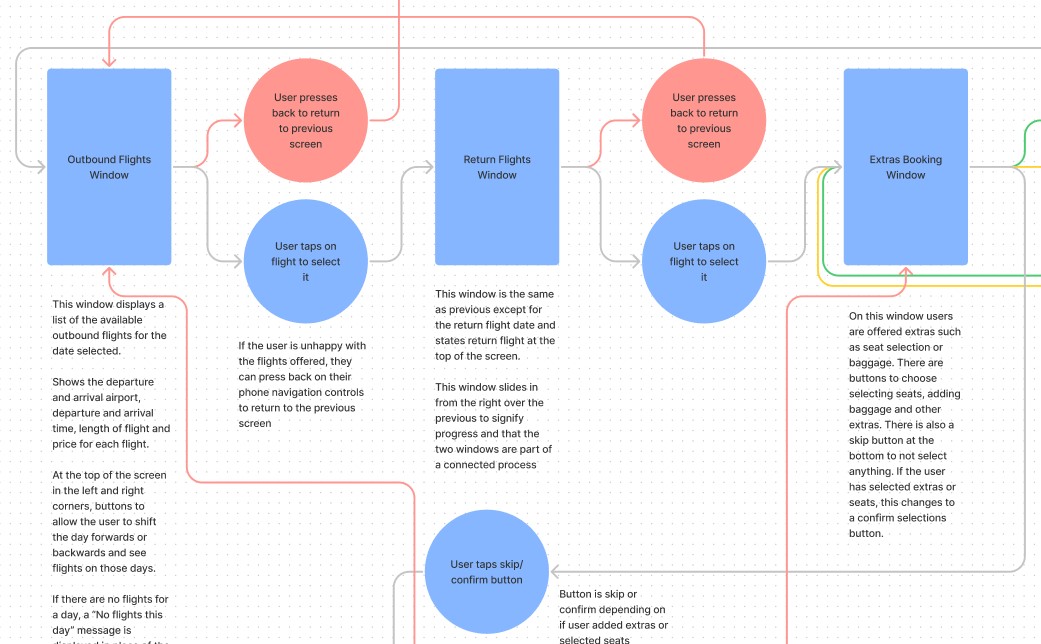 Outbound Flights
Window
User presses
back to return
to previous
screen
User taps on
flight to select
it
Return Flights
Window
User presses
back to return
to previous
screen
User taps on
flight to select
it
Extras Booking
Window
This window displays a
list of the available
outbound flights for the
date selected.
Shows the departure
and arrival airport,
departure and arrival
time, length of flight and
price for each flight.
At the top of the screen
in the left and right
corners, buttons to
allow the user to shift
the day forwards or
backwards and see
flights on those days.
If there are no flights for
a day, a “No flights this
day” message is
displayed in place of the
If the user is unhappy with
the flights offered, they
can press back on their
phone navigation controls
to return to the previous
screen
This window is the same
as previous except for
the return flight date and
states return flight at the
top of the screen.
This window slides in
from the right over the
previous to signify
progress and that the
two windows are part of
a connected process
On this window users
are offered extras such
as seat selection or
baggage. There are
buttons to choose
selecting seats, adding
baggage and other
extras. There is also a
skip button at the
bottom to not select
anything. If the user
has selected extras or
seats, this changes to
a confirm selections
button.
User taps skip/
confirm button
Button is skip or
confirm depending on
if user added extras or
selected seats